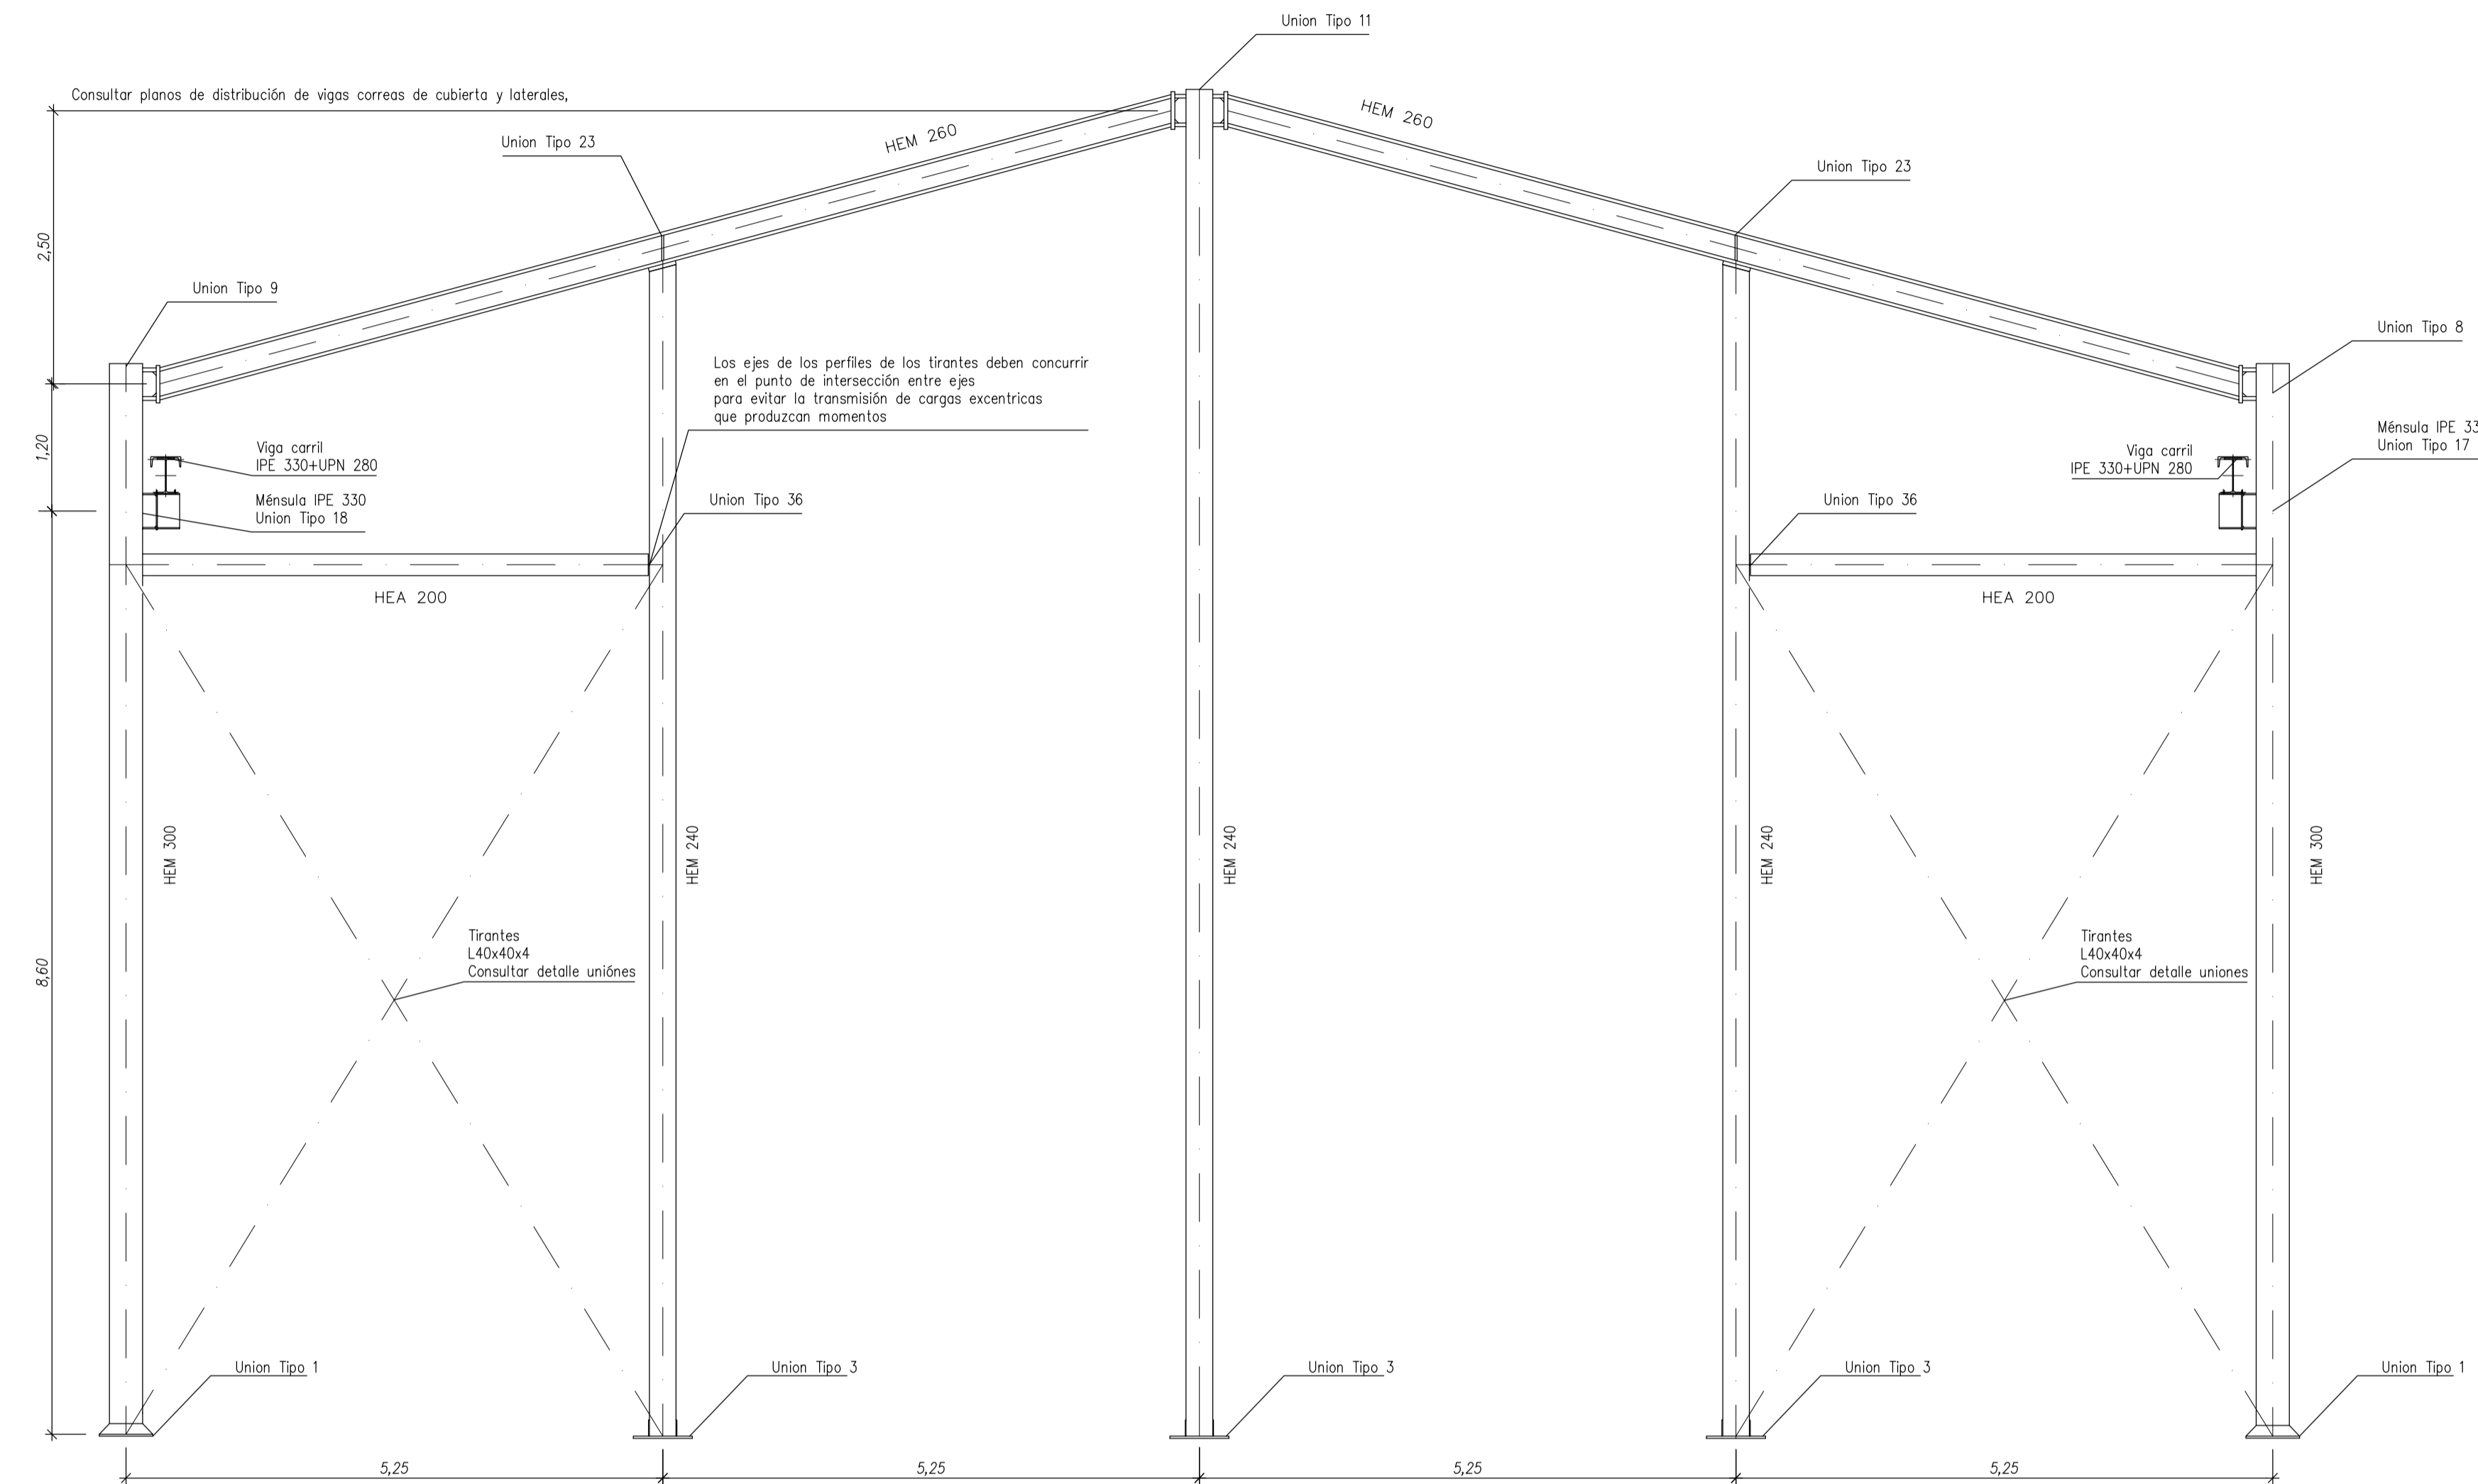 Union Tipo 11
Consultar planos de distribución de vigas correas de cubierta y laterales,
HEM 260
HEM 260
Union Tipo 23
Union Tipo 23
2,50
Union Tipo 9
Union Tipo 8
Los ejes de los perfiles de los tirantes deben concurrir
en el punto de intersección entre ejes
para evitar la transmisión de cargas excentricas
que produzcan momentos
1,20
Viga carril
IPE 330+UPN 280
Ménsula IPE 330
Union Tipo 18
Viga carril
IPE 330+UPN 280
Ménsula IPE 33
Union Tipo 17
Union Tipo 36
Union Tipo 36
HEA 200
HEA 200
HEM 300
HEM 240
HEM 240
HEM 240
HEM 300
8,60
Tirantes
L40x40x4
Consultar detalle uniónes
Tirantes
L40x40x4
Consultar detalle uniones
Union Tipo 1
Union Tipo 3
Union Tipo 3
Union Tipo 3
Union Tipo 1
5,25
5,25
5,25
5,25